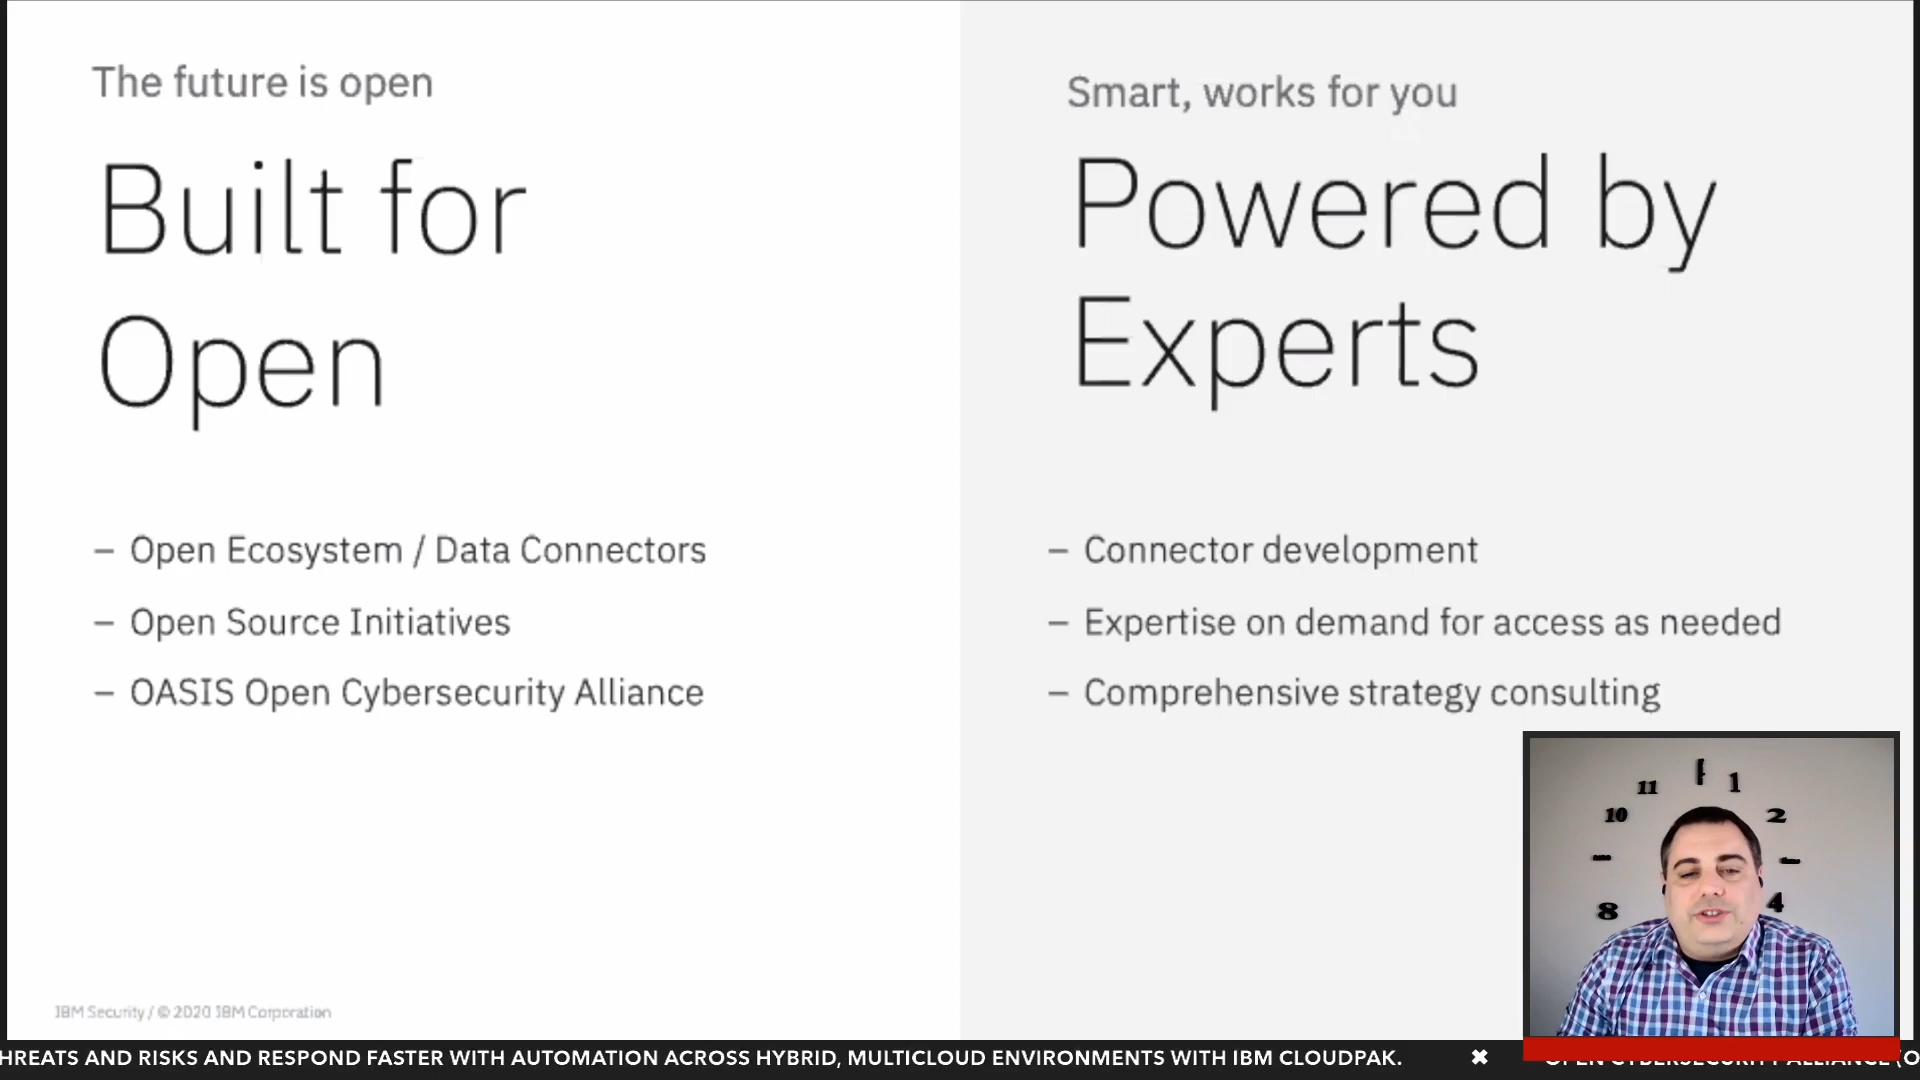 The future is open
Built for
Open
– Open Ecosystem / Data Connectors
– Open Source Initiatives
– OASIS Open Cybersecurity Alliance
IBM Security / © 2020 IBM Corporation
Smart, works for you
Powered by
Experts
– Connector development
– Expertise on demand for access as needed
– Comprehensive strategy consulting
11
1
10
2
8
4
HREATS AND RISKS AND RESPOND FASTER WITH AUTOMATION ACROSS HYBRID, MULTICLOUD ENVIRONMENTS WITH IBM CLOUDPAK. ✖ OPEN CYBERSECURITY ALLIANCE (O